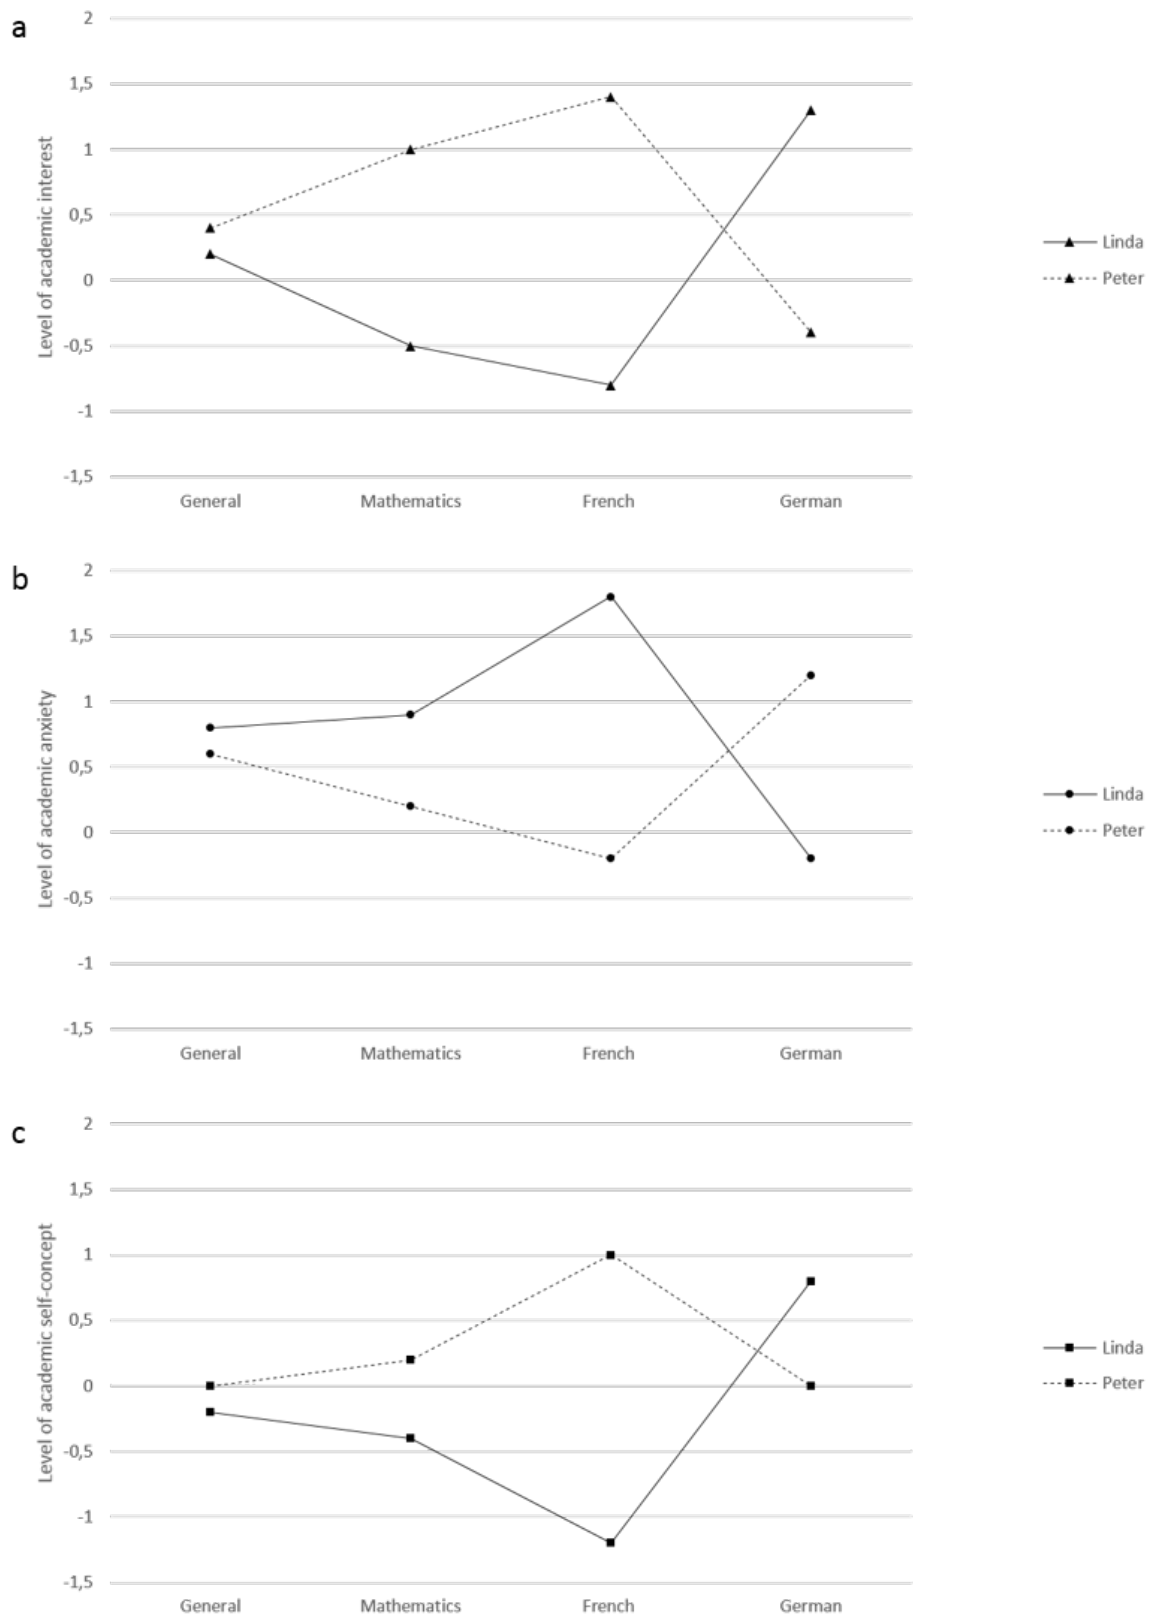 a
Level of academic interest
2
1,5
1
0,5
0
-0,5
-1
-1,5
General Mathematics French German
Linda
Peter
b
Level of academic anxiety
2
1,5
1
0,5
0
-0,5
-1
-1,5
General Mathematics French German
Linda
Peter
c
Level of academic self-concept
2
1,5
1
0,5
0
-0,5
-1
-1,5
General Mathematics French German
Linda
Peter